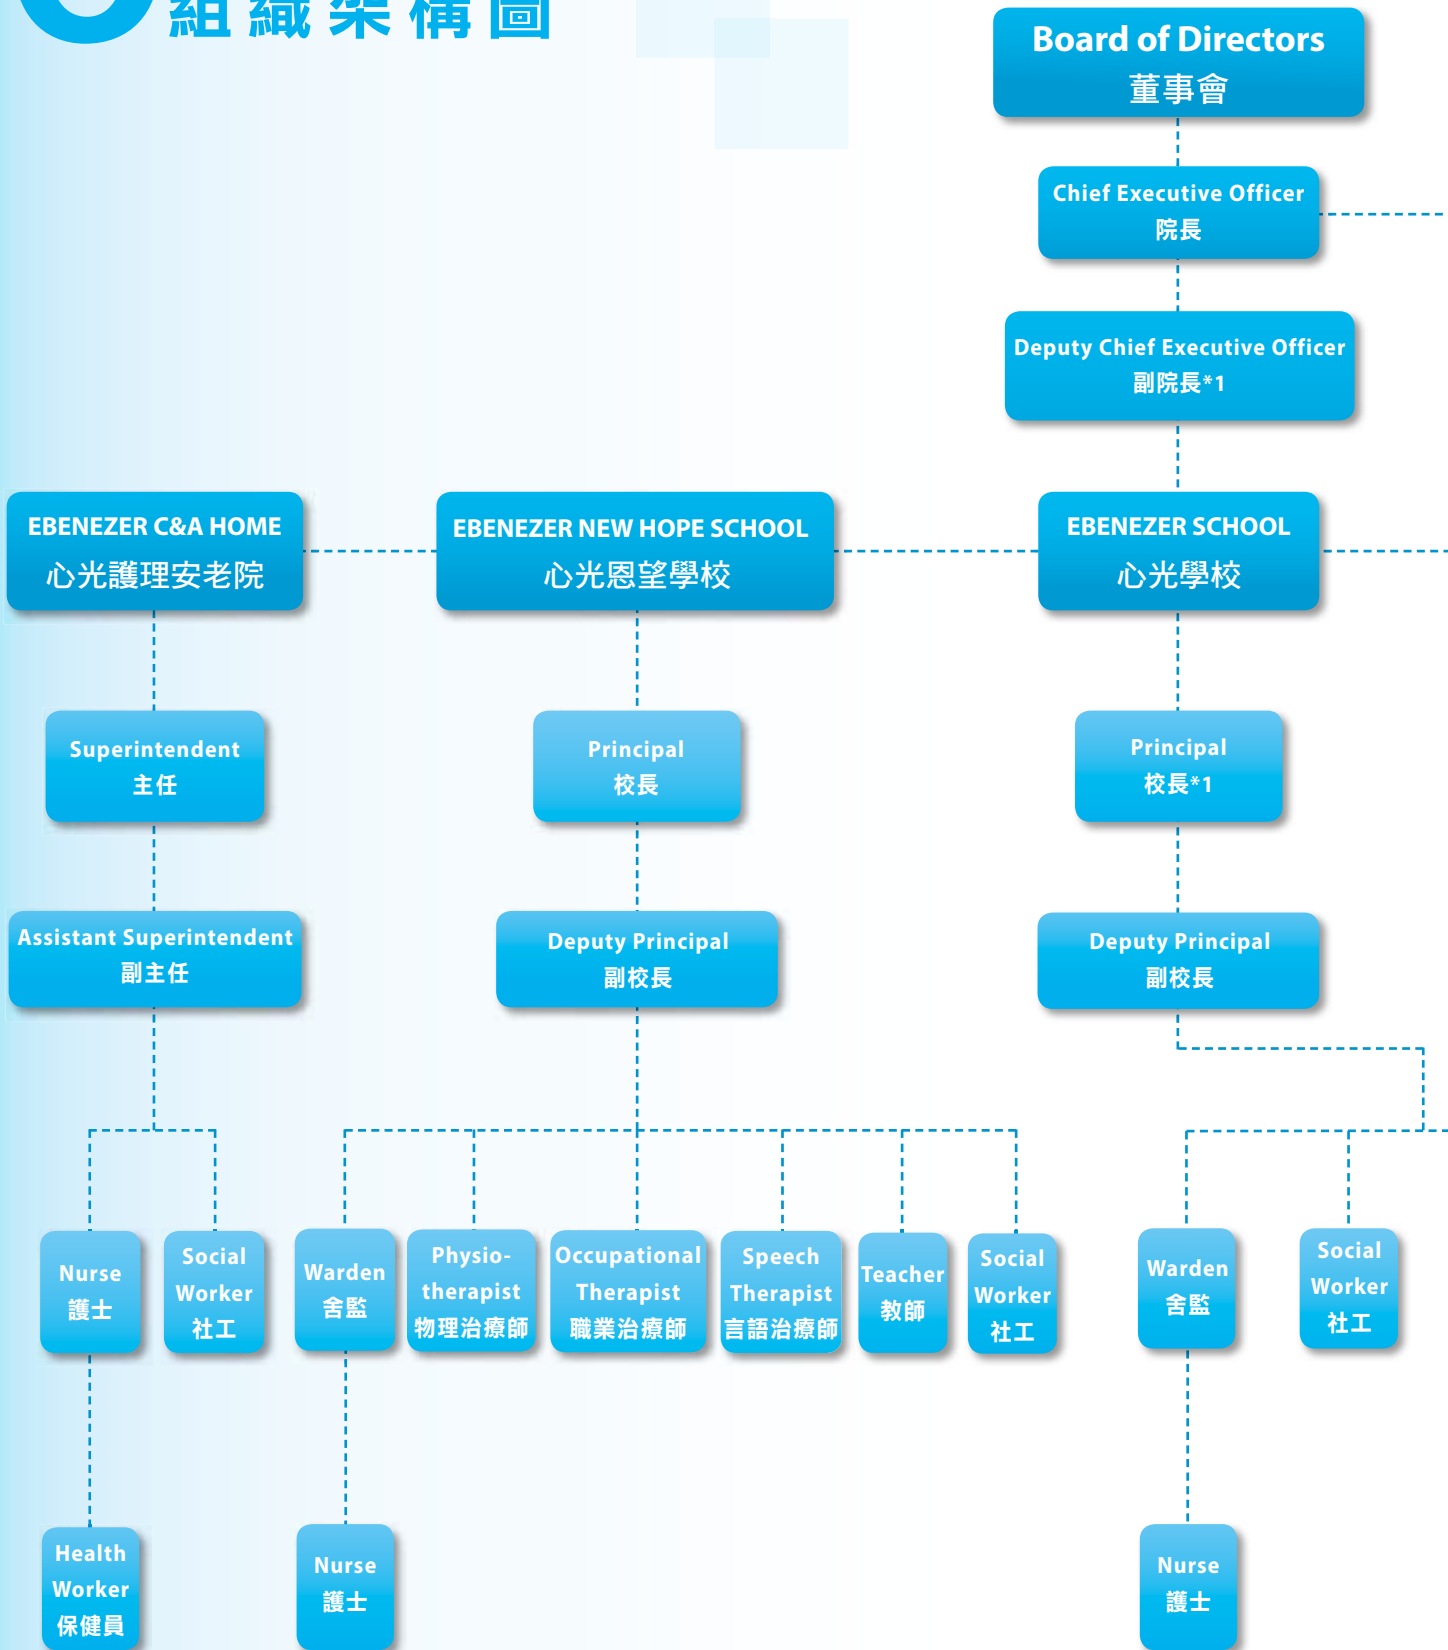 組織架構圖
Board of Directors
董事會
Chief Executive Officer
院長
Deputy Chief Executive Officer
副院長*1
EBENEZER C&A HOME
心光護理安老院
EBENEZER NEW HOPE SCHOOL
心光恩望學校
EBENEZER SCHOOL
心光學校
Superintendent
主任
Principal
校長
Principal
校長*1
Assistant Superintendent
副主任
Deputy Principal
副校長
Deputy Principal
副校長
Nurse
護士
Social
Worker
社工
Warden
舍監
Physio-
therapist
物理治療師
Occupational
Therapist
職業治療師
Speech
Therapist
言語治療師
Teacher
教師
Social
Worker
社工
Warden
舍監
Social
Worker
社工
Health
Worker
保健員
Nurse
護士
Nurse
護士